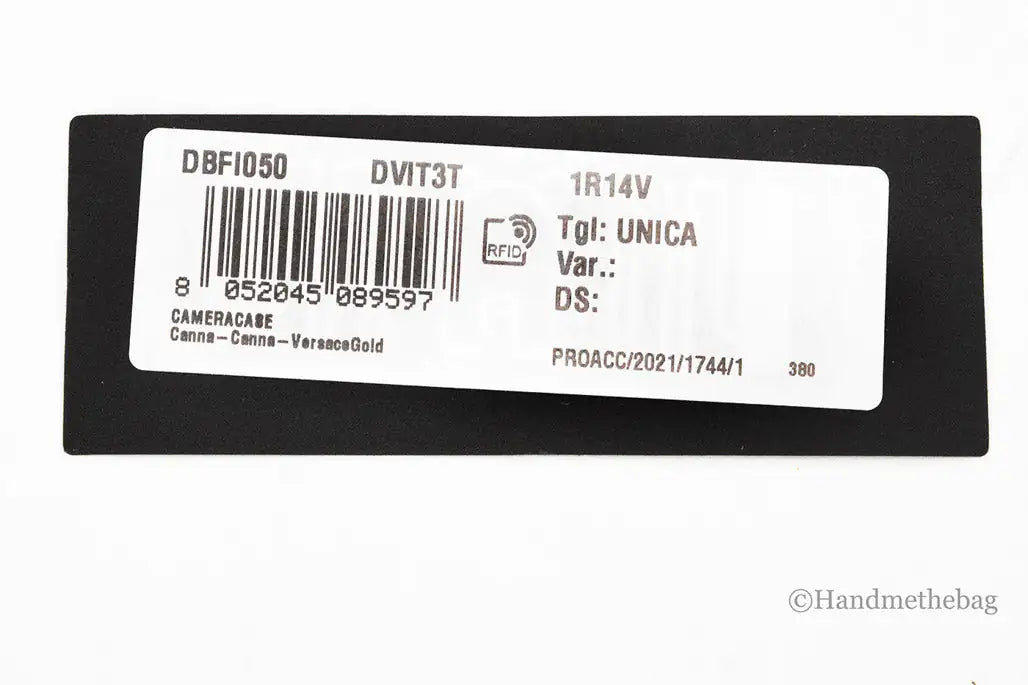 DBFI050 DVIT3T 1R14V
RFID
Tgl: UNICA
Var.:
DS:
8 052045 089597
CAMERACASE
Canna-Canna-VersaceGold
PROACC/2021/1744/1 380
©Handmethebag